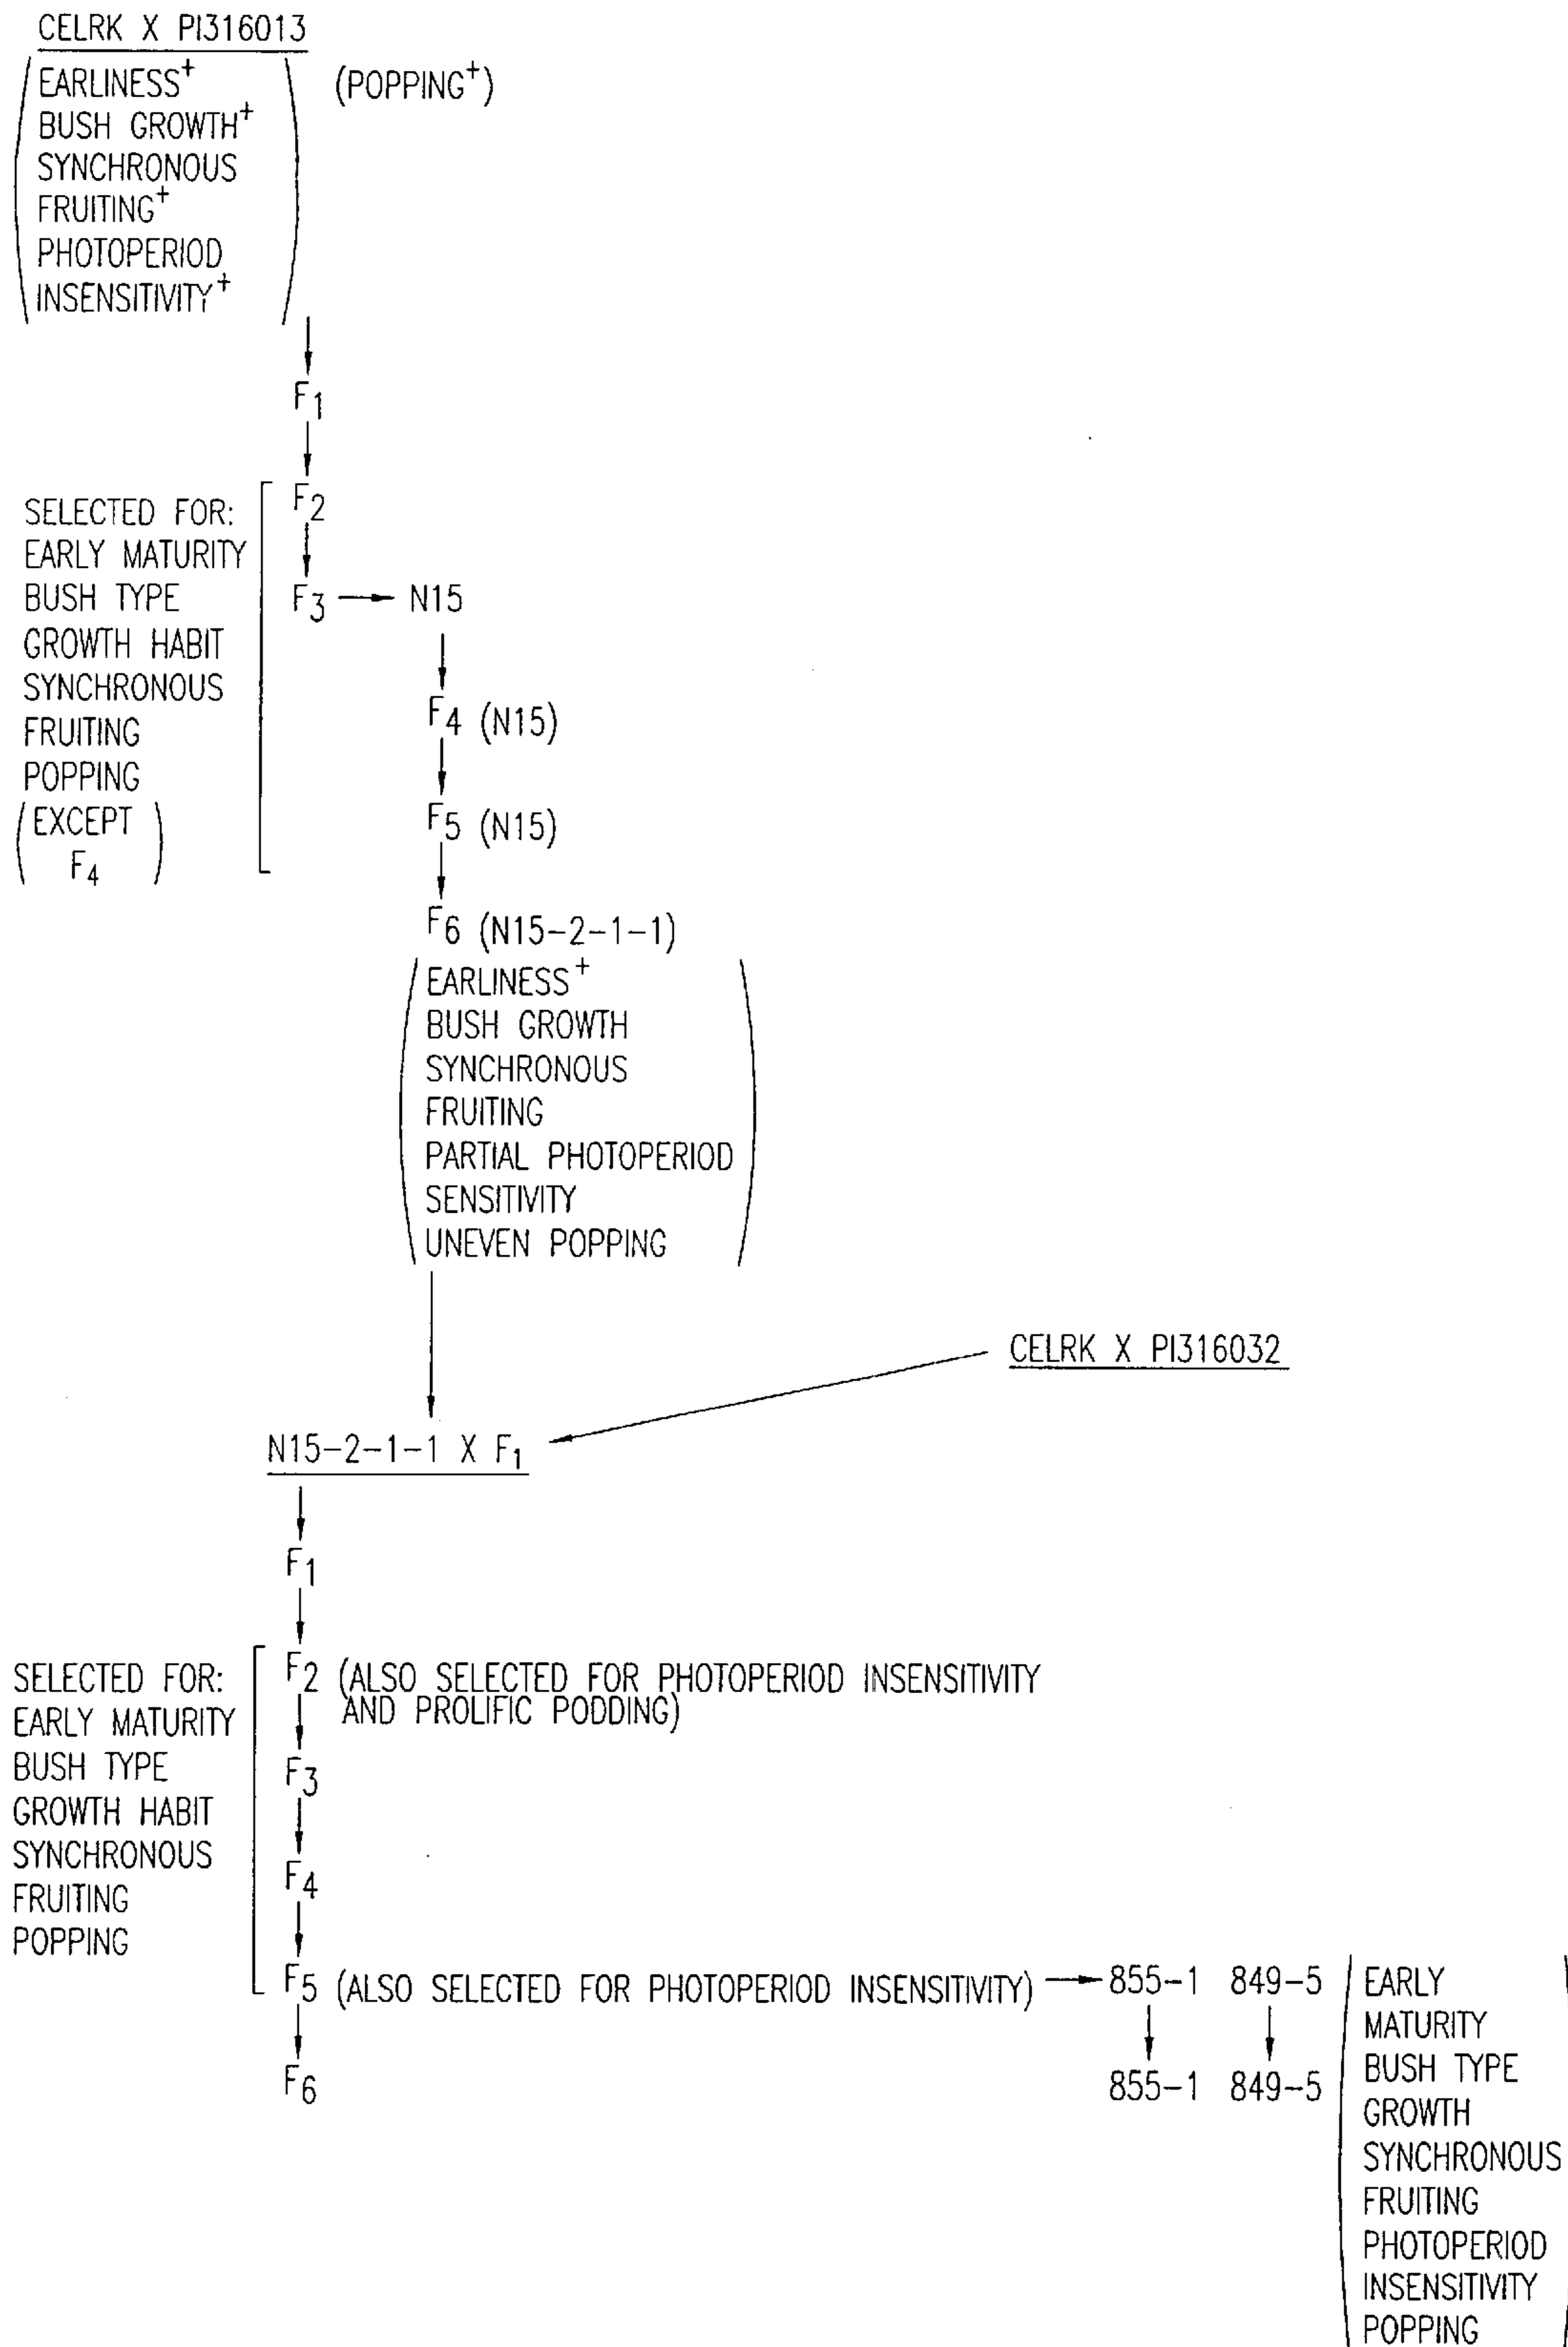 CELRK X PI316013
EARLINESS+
(POPPING+)
BUSH GROWTH+
SYNCHRONOUS
FRUITING+
PHOTOPERIOD
INSENSITIVITY+
F1
F2
SELECTED FOR:
EARLY MATURITY
BUSH TYPE
GROWTH HABIT
SYNCHRONOUS
FRUITING
POPPING
(EXCEPT
F4)
F3
N15
F4 (N15)
F5 (N15)
F6 (N15-2-1-1)
EARLINESS+
BUSH GROWTH
SYNCHRONOUS
FRUITING
PARTIAL PHOTOPERIOD
SENSITIVITY
UNEVEN POPPING
CELRK X PI316032
N15-2-1-1 X F1
F1
SELECTED FOR:
EARLY MATURITY
BUSH TYPE
GROWTH HABIT
SYNCHRONOUS
FRUITING
POPPING
F2 (ALSO SELECTED FOR PHOTOPERIOD INSENSITIVITY
AND PROLIFIC PODDING)
F3
F4
F5 (ALSO SELECTED FOR PHOTOPERIOD INSENSITIVITY)
855-1 849-5
F6
855-1 849-5
EARLY
MATURITY
BUSH TYPE
GROWTH
SYNCHRONOUS
FRUITING
PHOTOPERIOD
INSENSITIVITY
POPPING